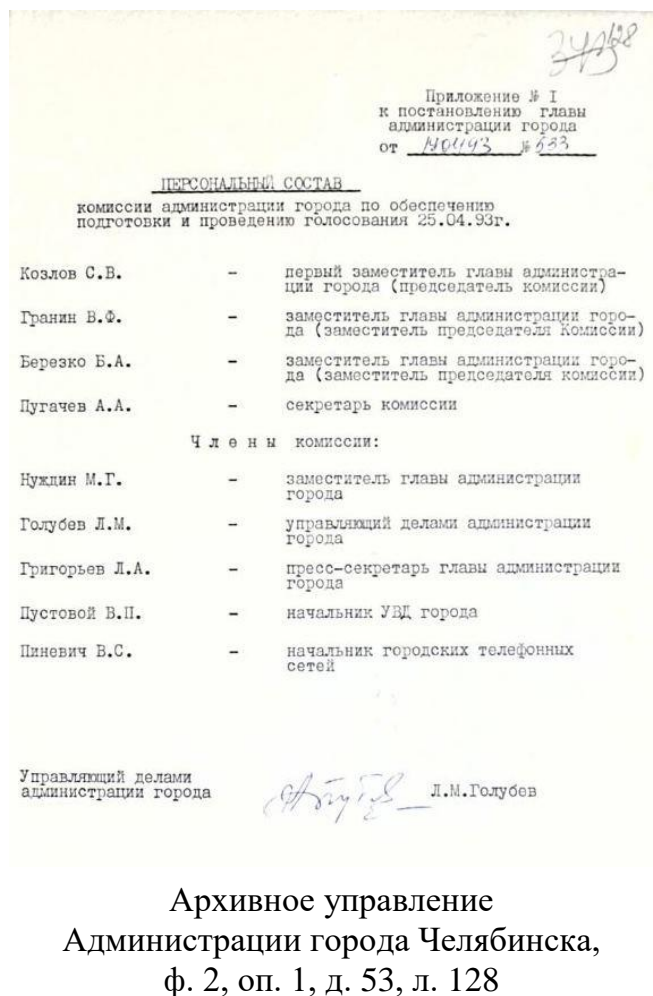 343 128
Приложение № I
к постановлению главы
администрации города
от 140493 № 533
ПЕРСОНАЛЬНЫЙ СОСТАВ
комиссии администрации города по обеспечению
подготовки и проведению голосования 25.04.93г.
Козлов С.В. – первый заместитель главы администра-
ции города (председатель комиссии)
Гранин В.Ф. – заместитель главы администрации горо-
да (заместитель председателя Комиссии)
Березко Б.А. – заместитель главы администрации горо-
да (заместитель председателя комиссии)
Пугачев А.А. – секретарь комиссии
Члены комиссии:
Нуждин М.Г. – заместитель главы администрации
города
Голубев Л.М. – управляющий делами администрации
города
Григорьев Л.А. – пресс-секретарь главы администрации
города
Пустовой В.П. – начальник УВД города
Пиневич В.С. – начальник городских телефонных
сетей
Управляющий делами
администрации города Л.М.Голубев
Архивное управление
Администрации города Челябинска,
ф. 2, оп. 1, д. 53, л. 128